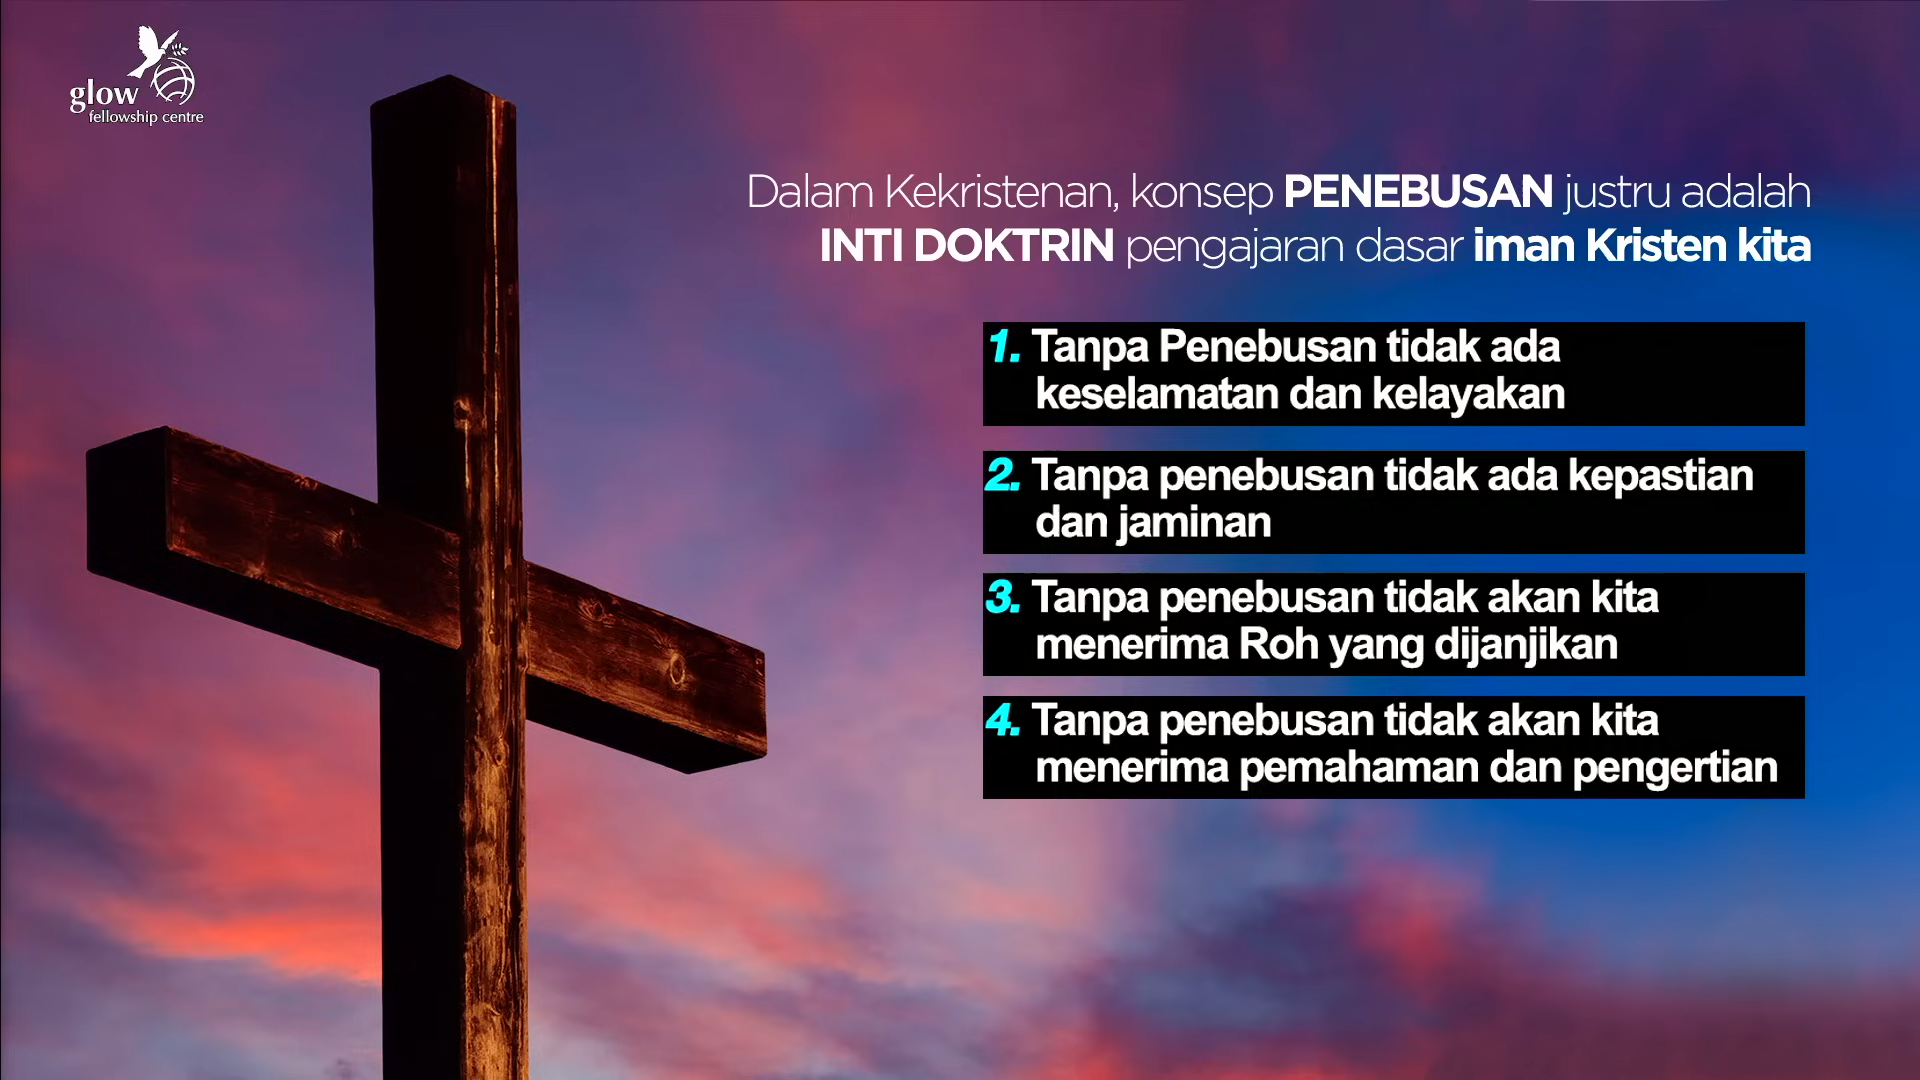 glow
fellowship centre
Dalam Kekristenan, konsep PENEBUSAN justru adalah
INTI DOKTRIN pengajaran dasar iman Kristen kita
1. Tanpa Penebusan tidak ada
keselamatan dan kelayakan
2. Tanpa penebusan tidak ada kepastian
dan jaminan
3. Tanpa penebusan tidak akan kita
menerima Roh yang dijanjikan
4. Tanpa penebusan tidak akan kita
menerima pemahaman dan pengertian